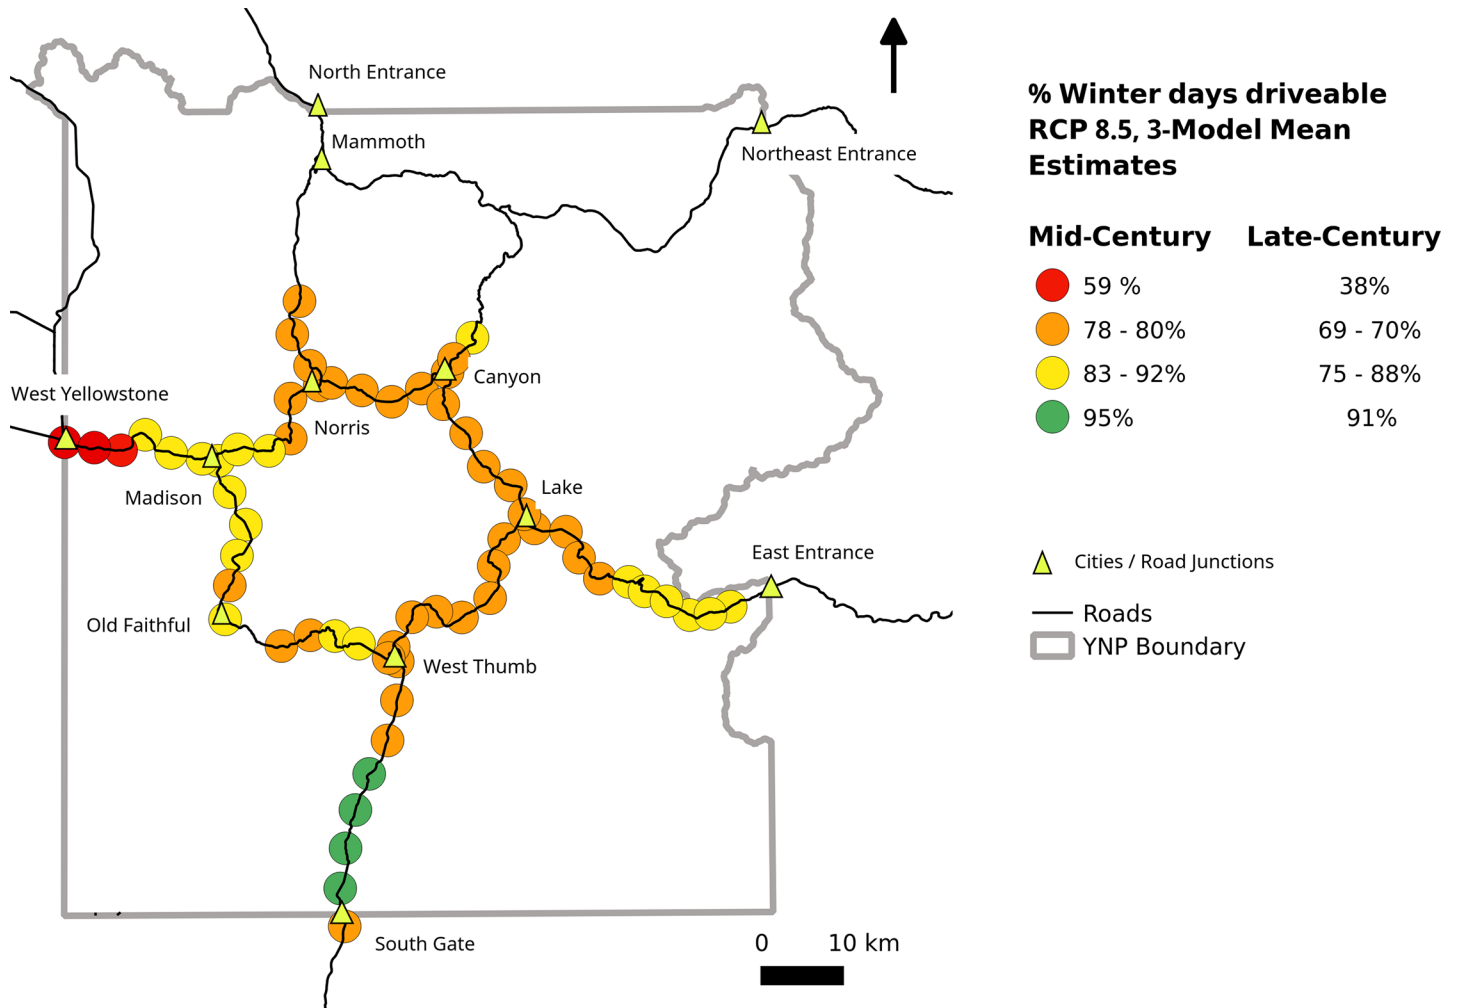 North Entrance
Mammoth
Northeast Entrance
West Yellowstone
Canyon
Norris
Madison
Lake
East Entrance
Old Faithful
West Thumb
South Gate
0 10 km
% Winter days driveable
RCP 8.5, 3-Model Mean
Estimates
Mid-Century Late-Century
59 % 38%
78 - 80% 69 - 70%
83 - 92% 75 - 88%
95% 91%
Cities / Road Junctions
Roads
YNP Boundary